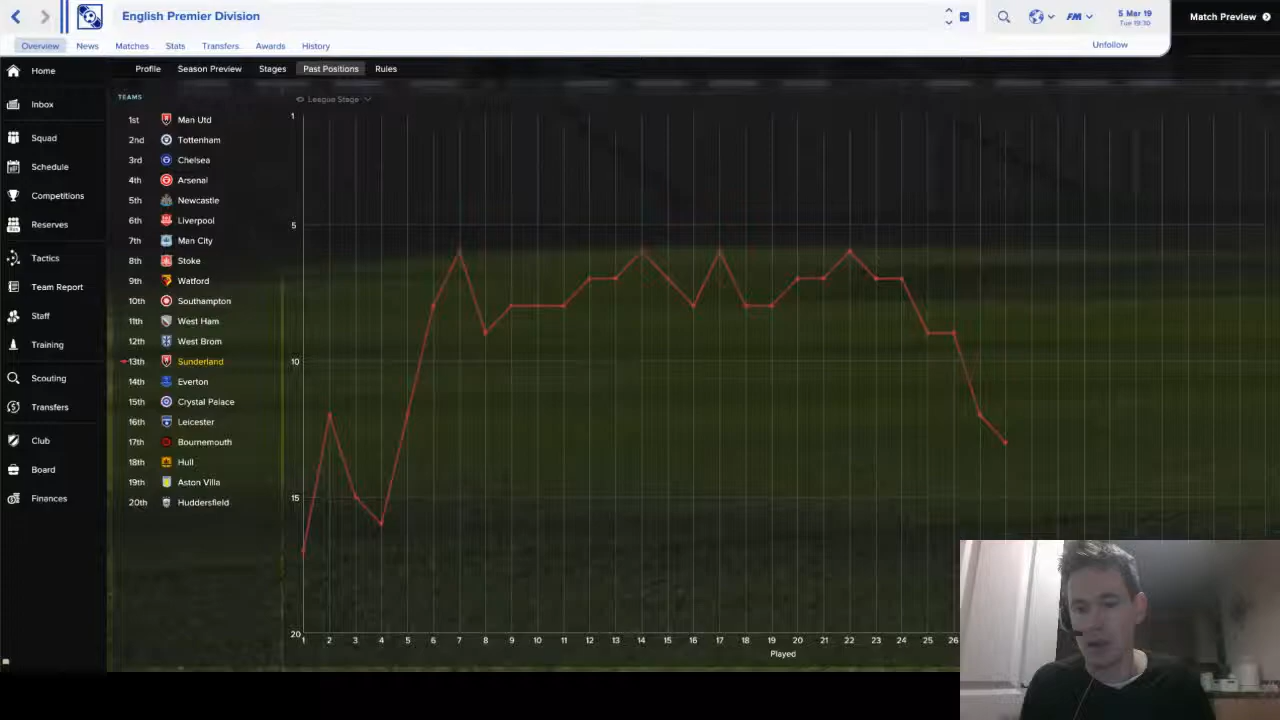 English Premier Division
FM
5 Mar 19
Tue 19:30
Match Preview
Overview News Matches Stats Transfers Awards History
Unfollow
Profile Season Preview Stages Past Positions Rules
Home
Inbox
Squad
Schedule
Competitions
Reserves
Tactics
Team Report
Staff
Training
Scouting
Transfers
Club
Board
Finances
TEAMS
1st Man Utd
2nd Tottenham
3rd Chelsea
4th Arsenal
5th Newcastle
6th Liverpool
7th Man City
8th Stoke
9th Watford
10th Southampton
11th West Ham
12th West Brom
13th Sunderland
14th Everton
15th Crystal Palace
16th Leicester
17th Bournemouth
18th Hull
19th Aston Villa
20th Huddersfield
League Stage
1
5
10
15
20
1 2 3 4 5 6 7 8 9 10 11 12 13 14 15 16 17 18 19 20 21 22 23 24 25 26
Played